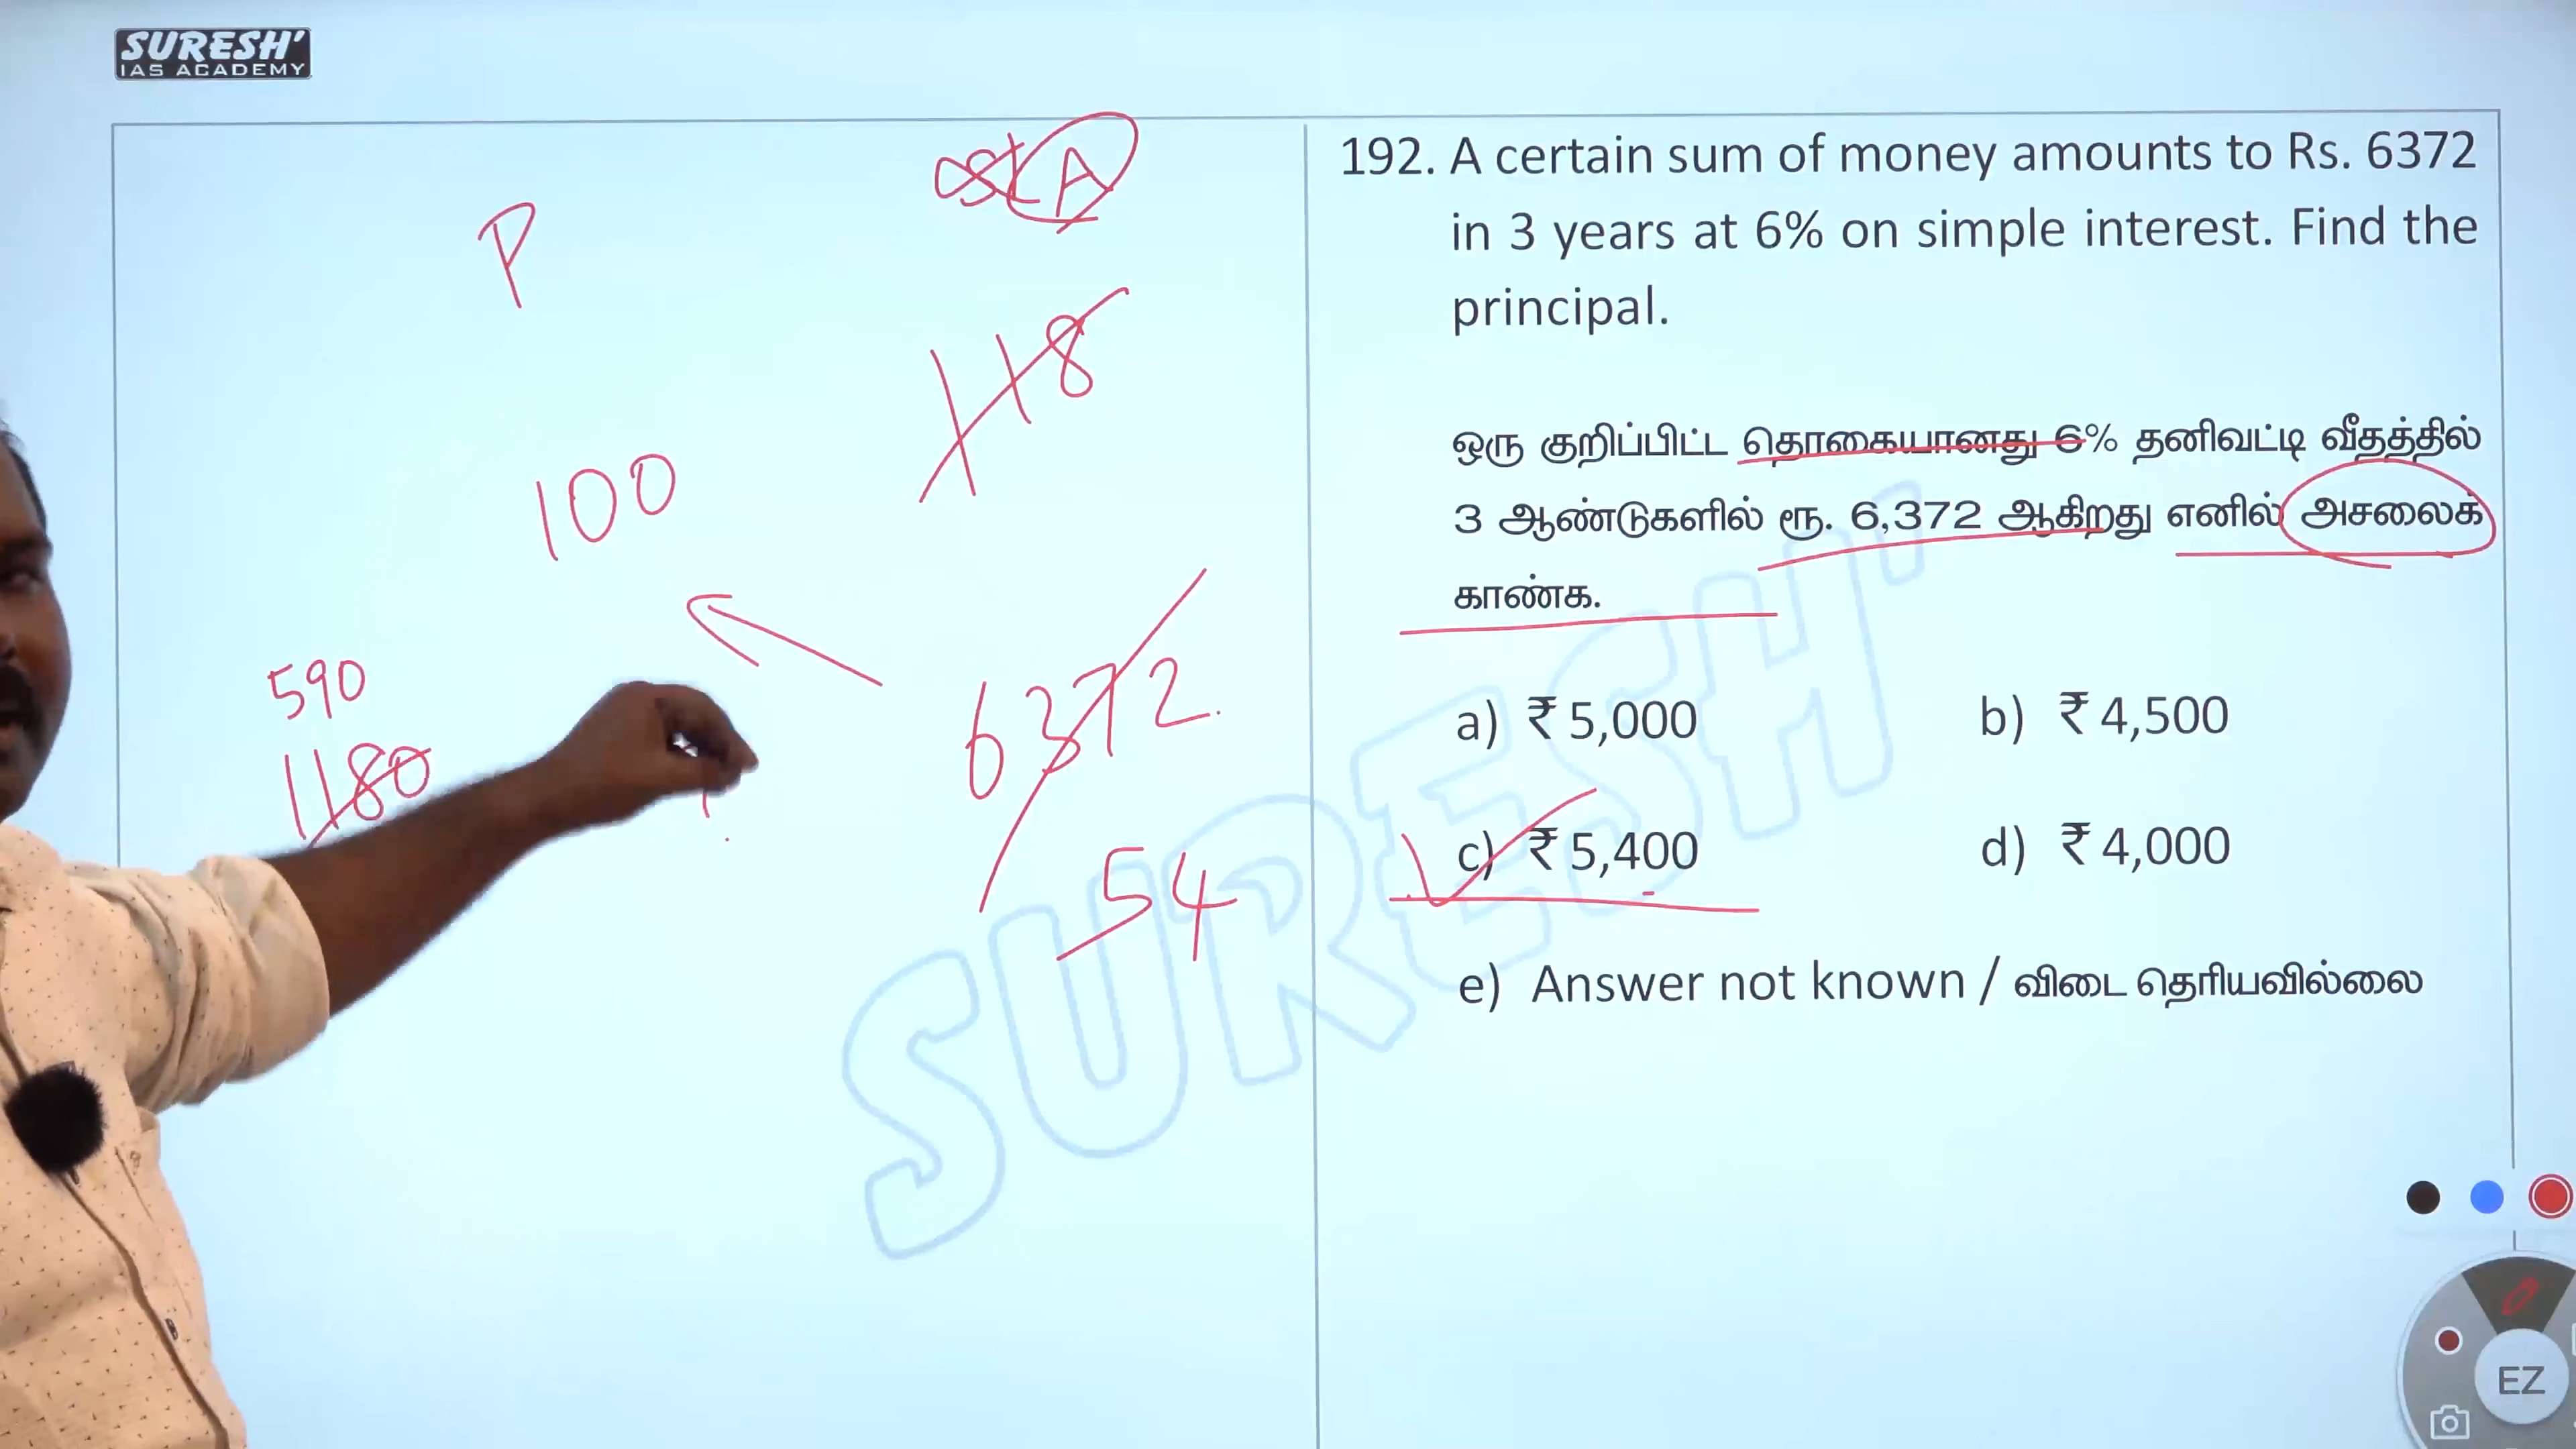 SURESH'
IAS ACADEMY
P
A
118
100
6372
590
1180
54
192. A certain sum of money amounts to Rs. 6372
in 3 years at 6% on simple interest. Find the
principal.
ஒரு குறிப்பிட்ட தொகையானது 6% தனிவட்டி வீதத்தில்
3 ஆண்டுகளில் ரூ. 6,372 ஆகிறது எனில் அசலைக்
காண்க.
a) ₹ 5,000 b) ₹ 4,500
c) ₹ 5,400 d) ₹ 4,000
e) Answer not known / விடை தெரியவில்லை
SURESH'
EZ